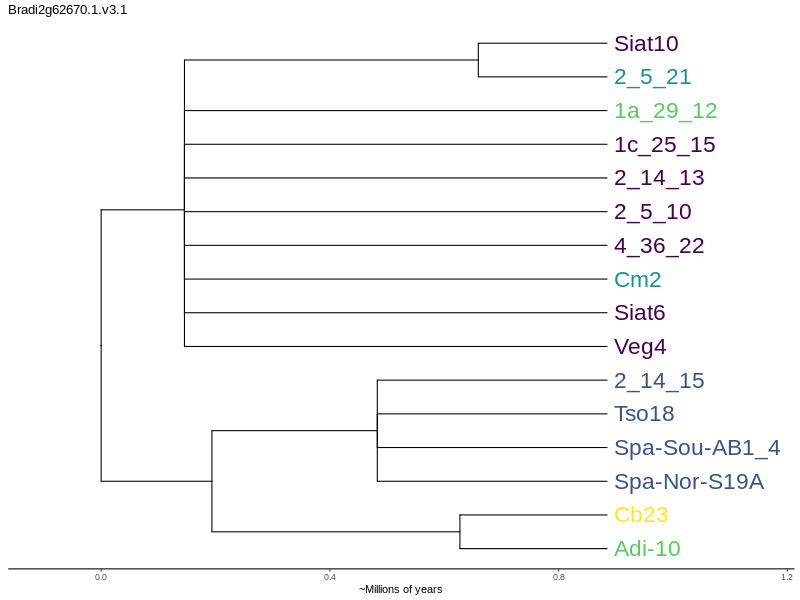 Bradi2g62670.1.v3.1
Siat10
2_5_21
1a_29_12
1c_25_15
2_14_13
2_5_10
4_36_22
Cm2
Siat6
Veg4
2_14_15
Tso18
Spa-Sou-AB1_4
Spa-Nor-S19A
Cb23
Adi-10
0.0 0.4 0.8 1.2
~Millions of years